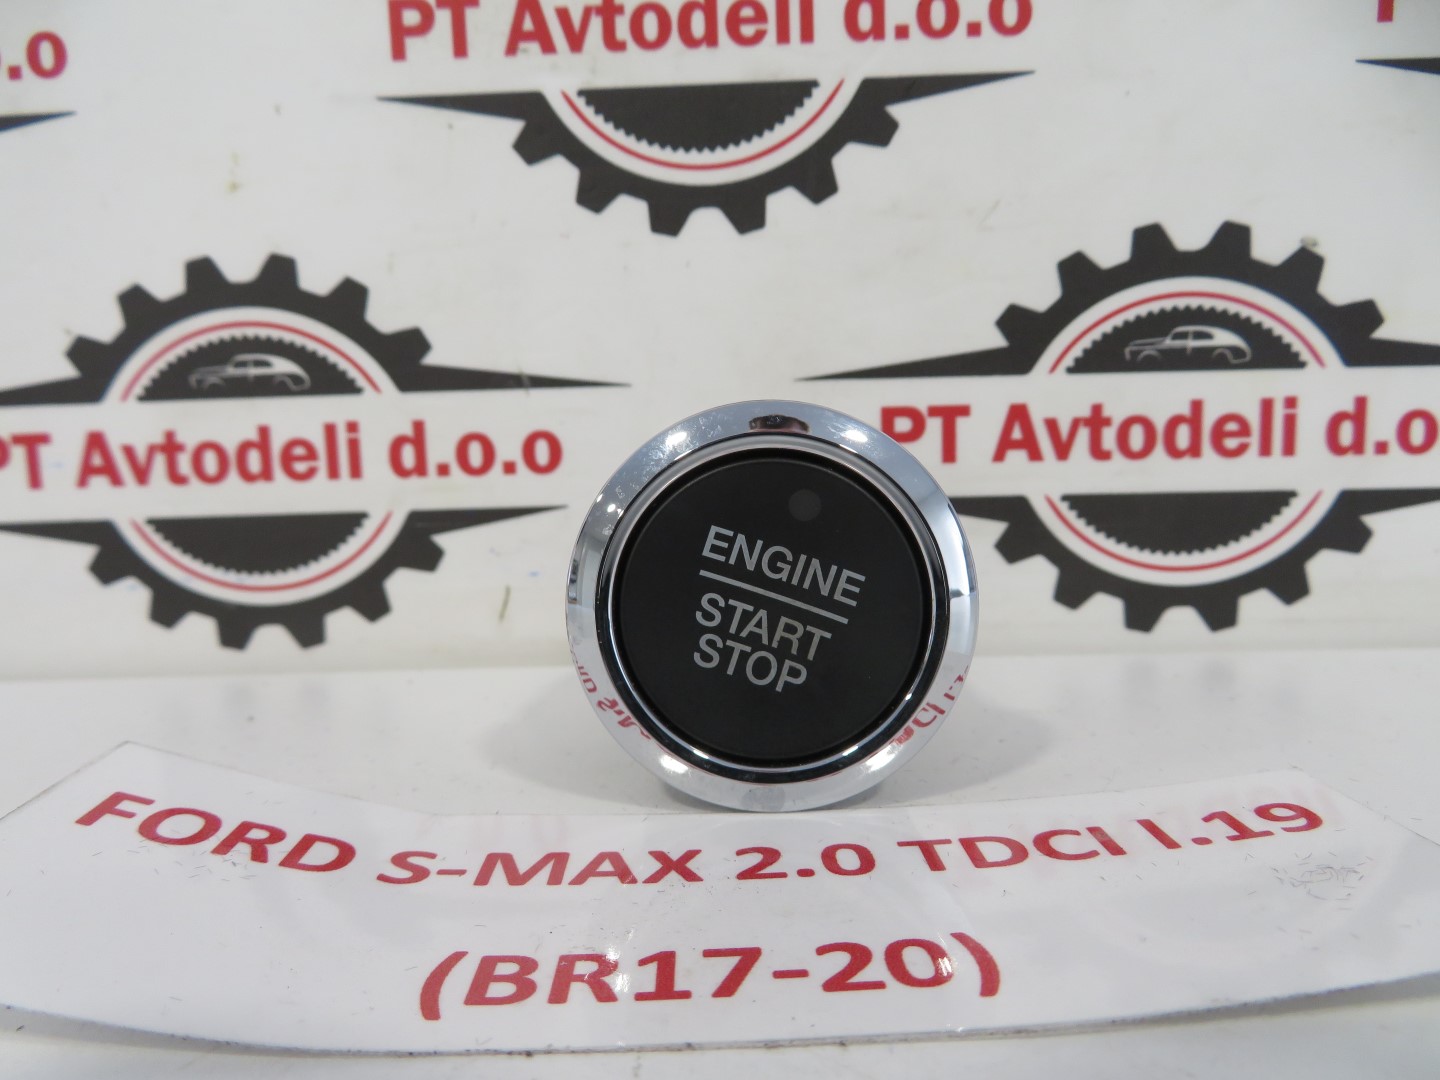 PT Avtodeli d.o.o
.o
PT Avtodeli d.o.o
PT Avtodeli d.o.o
ENGINE
START
STOP
FORD S-MAX 2.0 TDCI l.19
(BR17-20)